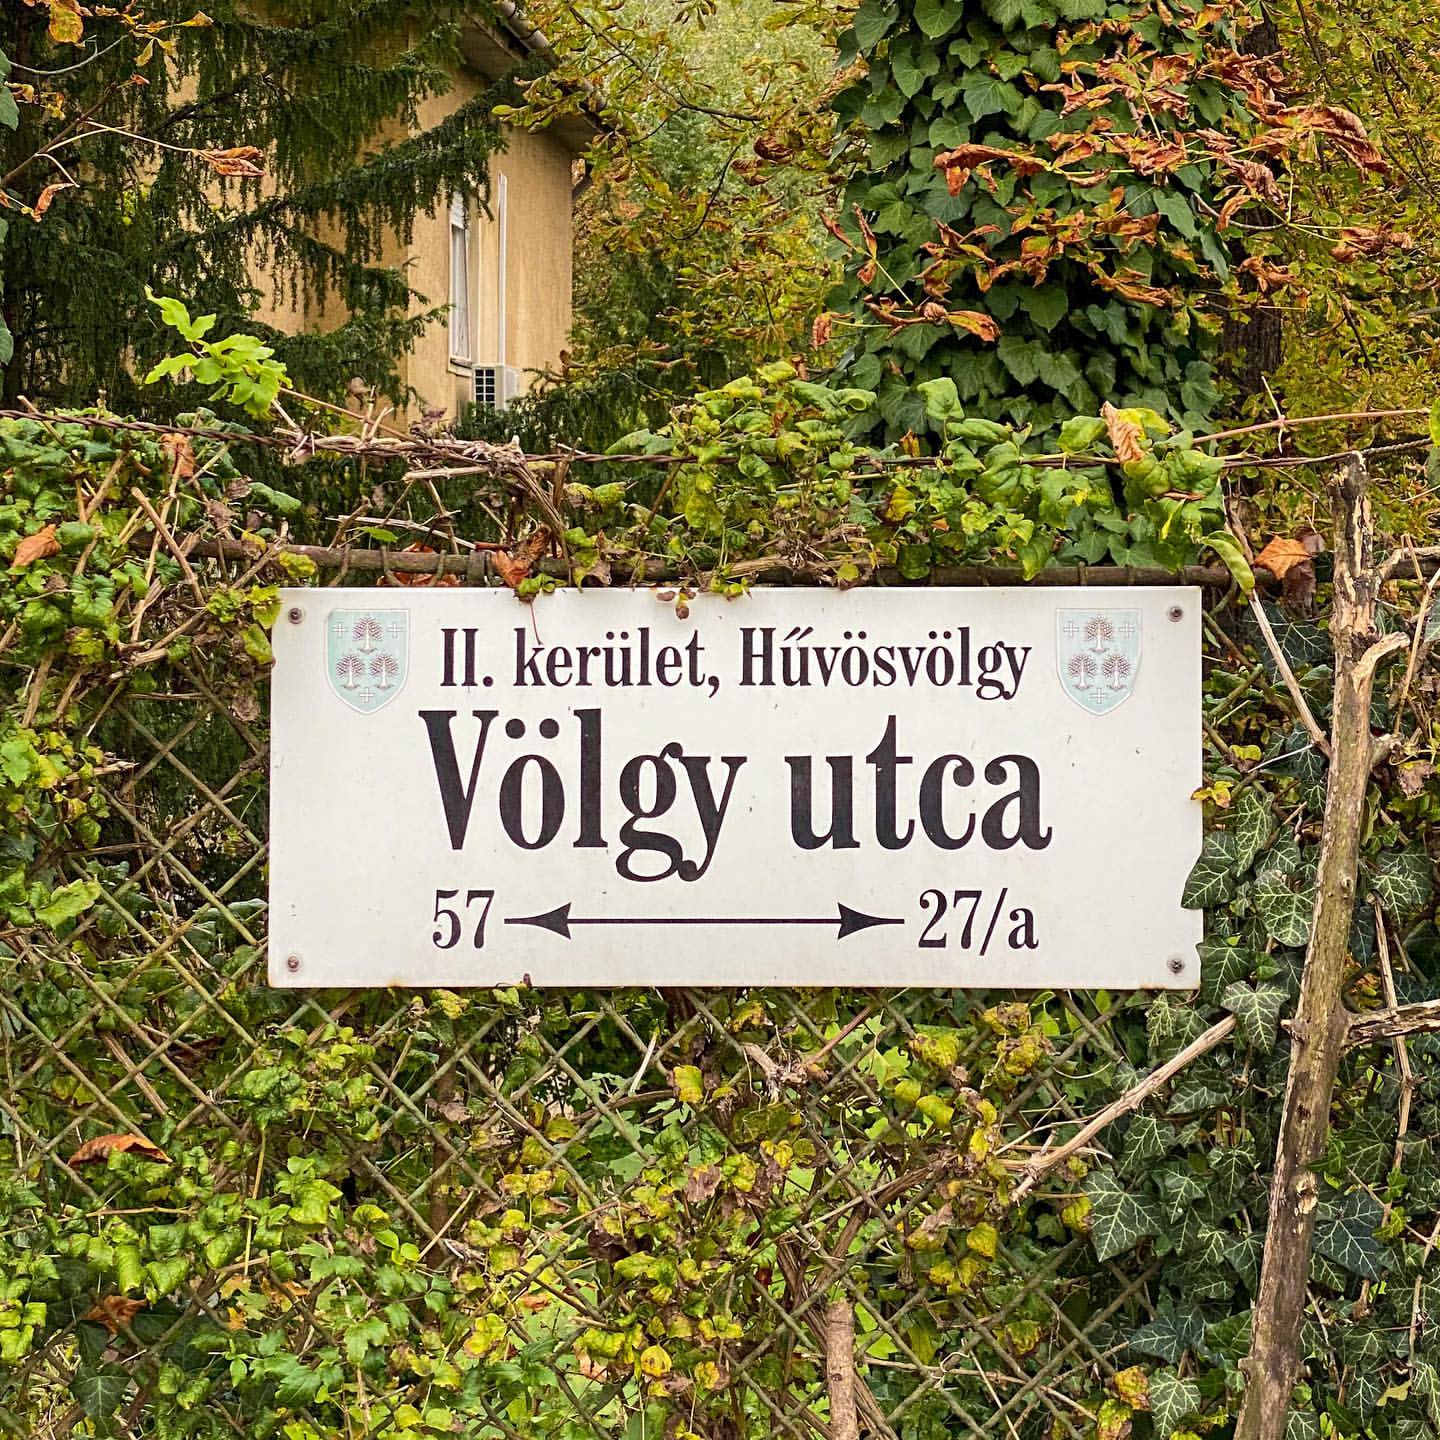 II. kerület, Hűvösvölgy
Völgy utca
57 ↔ 27/a